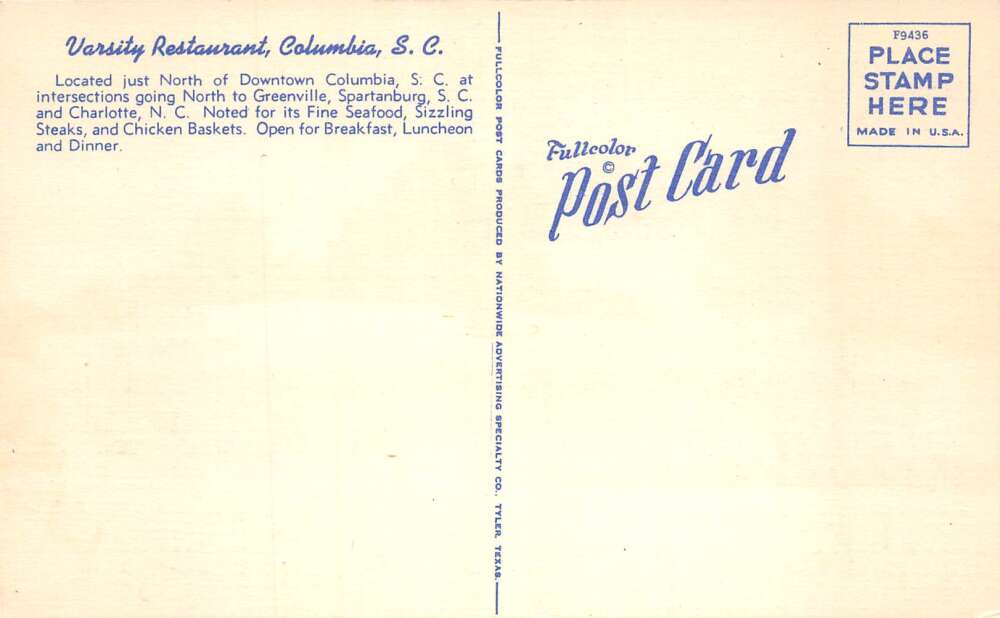 Varsity Restaurant, Columbia, S. C.
Located just North of Downtown Columbia, S. C. at
intersections going North to Greenville, Spartanburg, S. C.
and Charlotte, N. C. Noted for its Fine Seafood, Sizzling
Steaks, and Chicken Baskets. Open for Breakfast, Luncheon
and Dinner.
FULLCOLOR POST CARDS PRODUCED BY NATIONWIDE ADVERTISING SPECIALTY CO., TYLER, TEXAS.
Fullcolor
©
Post Card
F9436
PLACE
STAMP
HERE
MADE IN U.S.A.